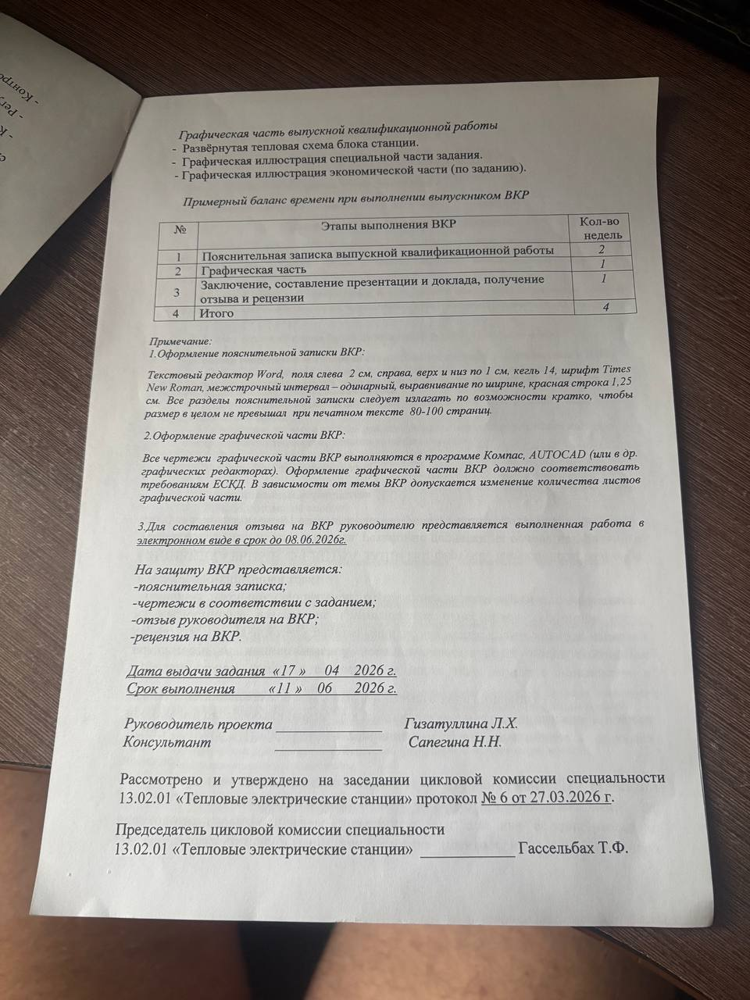 - Контро
- Рег
- К
Графическая часть выпускной квалификационной работы
- Развёрнутая тепловая схема блока станции.
- Графическая иллюстрация специальной части задания.
- Графическая иллюстрация экономической части (по заданию).
Примерный баланс времени при выполнении выпускником ВКР
№ Этапы выполнения ВКР Кол-во недель
1 Пояснительная записка выпускной квалификационной работы 2
2 Графическая часть 1
3 Заключение, составление презентации и доклада, получение отзыва и рецензии 1
4 Итого 4
Примечание:
1.Оформление пояснительной записки ВКР:
Текстовый редактор Word, поля слева 2 см, справа, верх и низ по 1 см, кегль 14, шрифт Times
New Roman, межстрочный интервал – одинарный, выравнивание по ширине, красная строка 1,25
см. Все разделы пояснительной записки следует излагать по возможности кратко, чтобы
размер в целом не превышал при печатном тексте 80-100 страниц.
2.Оформление графической части ВКР:
Все чертежи графической части ВКР выполняются в программе Компас, AUTOCAD (или в др.
графических редакторах). Оформление графической части ВКР должно соответствовать
требованиям ЕСКД. В зависимости от темы ВКР допускается изменение количества листов
графической части.
3.Для составления отзыва на ВКР руководителю представляется выполненная работа в
электронном виде в срок до 08.06.2026г.
На защиту ВКР представляется:
-пояснительная записка;
-чертежи в соответствии с заданием;
-отзыв руководителя на ВКР;
-рецензия на ВКР.
Дата выдачи задания «17 » 04 2026 г.
Срок выполнения «11 » 06 2026 г.
Руководитель проекта ______________ Гизатуллина Л.Х.
Консультант ______________ Сапегина Н.Н.
Рассмотрено и утверждено на заседании цикловой комиссии специальности
13.02.01 «Тепловые электрические станции» протокол № 6 от 27.03.2026 г.
Председатель цикловой комиссии специальности
13.02.01 «Тепловые электрические станции» ____________ Гассельбах Т.Ф.